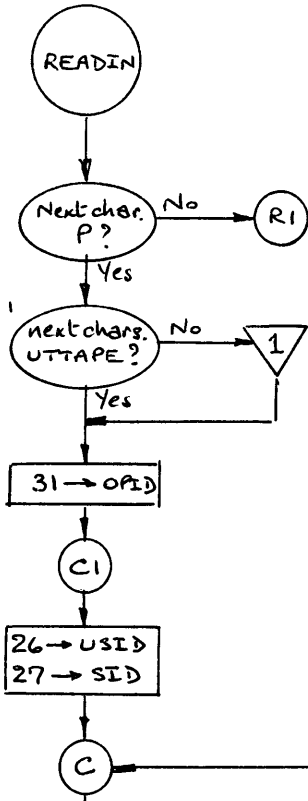 READIN
Next char.
P?
No
R1
Yes
next chars.
UTTAPE?
No
1
Yes
31 → OPID
C1
26 → USID
27 → SID
C